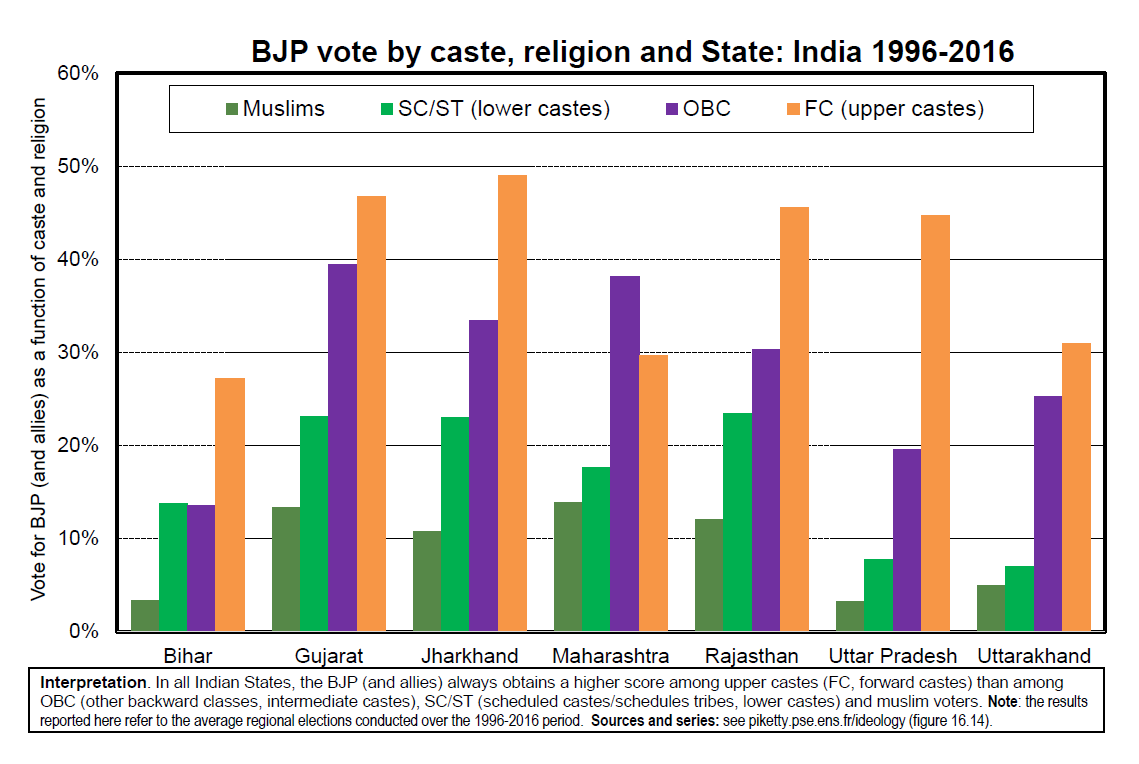 BJP vote by caste, religion and State: India 1996-2016
Vote for BJP (and allies) as a function of caste and religion
60%
50%
40%
30%
20%
10%
0%
Muslims SC/ST (lower castes) OBC FC (upper castes)
Bihar Gujarat Jharkhand Maharashtra Rajasthan Uttar Pradesh Uttarakhand
Interpretation. In all Indian States, the BJP (and allies) always obtains a higher score among upper castes (FC, forward castes) than among
OBC (other backward classes, intermediate castes), SC/ST (scheduled castes/schedules tribes, lower castes) and muslim voters. Note: the results
reported here refer to the average regional elections conducted over the 1996-2016 period. Sources and series: see piketty.pse.ens.fr/ideology (figure 16.14).